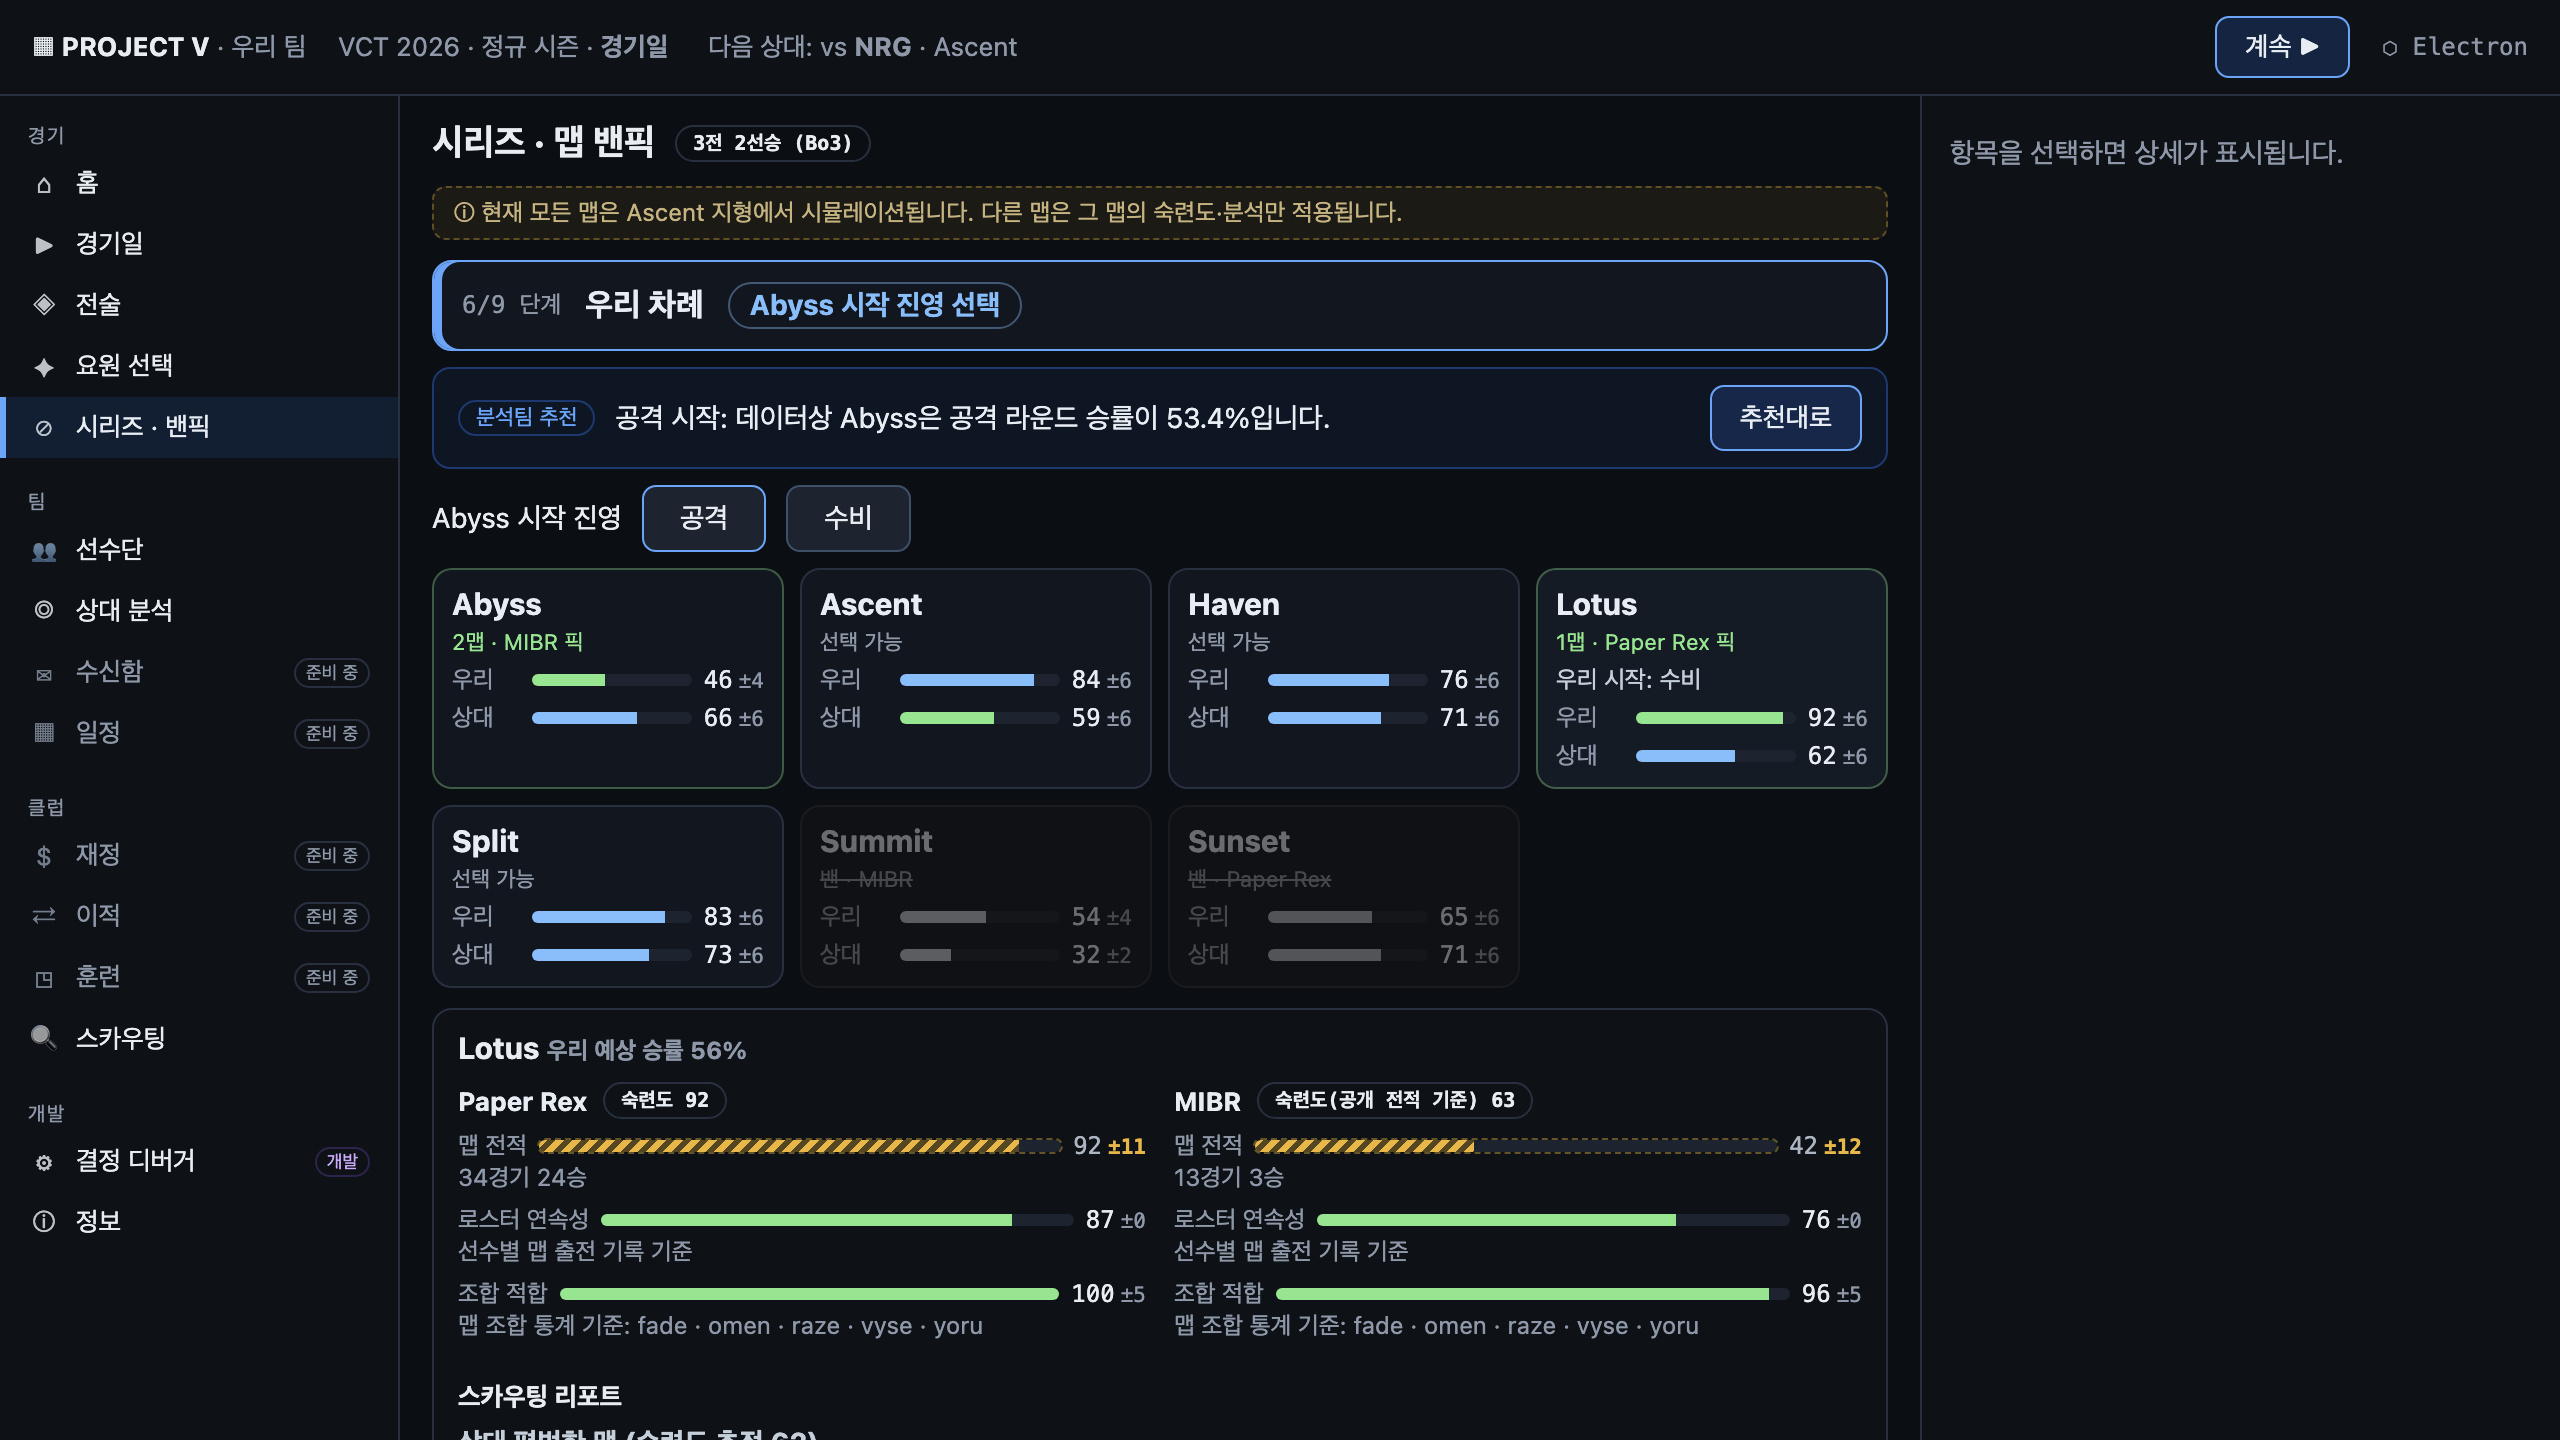 ▦ PROJECT V · 우리 팀 VCT 2026 · 정규 시즌 · 경기일 다음 상대: vs NRG · Ascent 계속 ▶ ⬡ Electron
경기
⌂ 홈
▶ 경기일
◈ 전술
✦ 요원 선택
⊘ 시리즈 · 밴픽
팀
선수단
◎ 상대 분석
✉ 수신함 준비 중
▦ 일정 준비 중
클럽
$ 재정 준비 중
⇄ 이적 준비 중
◳ 훈련 준비 중
스카우팅
개발
⚙ 결정 디버거 개발
ⓘ 정보
시리즈 · 맵 밴픽 3전 2선승 (Bo3)
ⓘ 현재 모든 맵은 Ascent 지형에서 시뮬레이션됩니다. 다른 맵은 그 맵의 숙련도·분석만 적용됩니다.
6/9 단계 우리 차례 Abyss 시작 진영 선택
분석팀 추천 공격 시작: 데이터상 Abyss은 공격 라운드 승률이 53.4%입니다. 추천대로
Abyss 시작 진영 공격 수비
Abyss
2맵 · MIBR 픽
우리 46 ±4
상대 66 ±6
Ascent
선택 가능
우리 84 ±6
상대 59 ±6
Haven
선택 가능
우리 76 ±6
상대 71 ±6
Lotus
1맵 · Paper Rex 픽
우리 시작: 수비
우리 92 ±6
상대 62 ±6
Split
선택 가능
우리 83 ±6
상대 73 ±6
Summit
밴 · MIBR
우리 54 ±4
상대 32 ±2
Sunset
밴 · Paper Rex
우리 65 ±6
상대 71 ±6
Lotus 우리 예상 승률 56%
Paper Rex 숙련도 92
맵 전적 92 ±11
34경기 24승
로스터 연속성 87 ±0
선수별 맵 출전 기록 기준
조합 적합 100 ±5
맵 조합 통계 기준: fade · omen · raze · vyse · yoru
MIBR 숙련도(공개 전적 기준) 63
맵 전적 42 ±12
13경기 3승
로스터 연속성 76 ±0
선수별 맵 출전 기록 기준
조합 적합 96 ±5
맵 조합 통계 기준: fade · omen · raze · vyse · yoru
스카우팅 리포트
항목을 선택하면 상세가 표시됩니다.